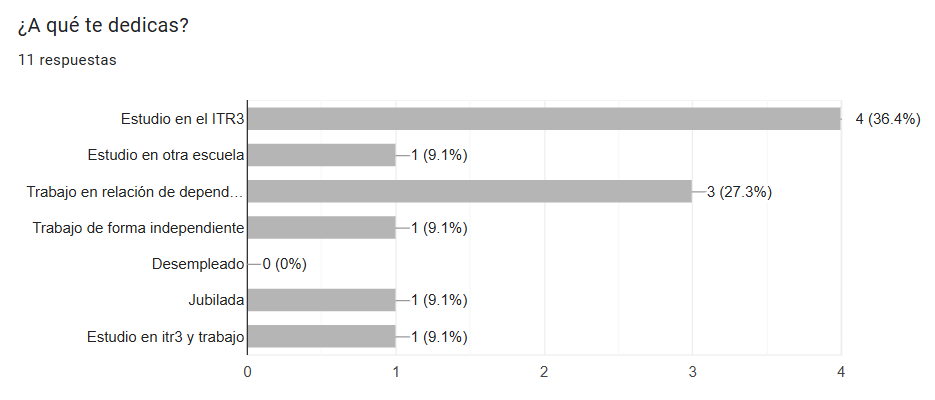 ¿A qué te dedicas?
11 respuestas
Estudio en el ITR3
4 (36.4%)
Estudio en otra escuela
1 (9.1%)
Trabajo en relación de depend…
3 (27.3%)
Trabajo de forma independiente
1 (9.1%)
Desempleado
0 (0%)
Jubilada
1 (9.1%)
Estudio en itr3 y trabajo
1 (9.1%)
0 1 2 3 4